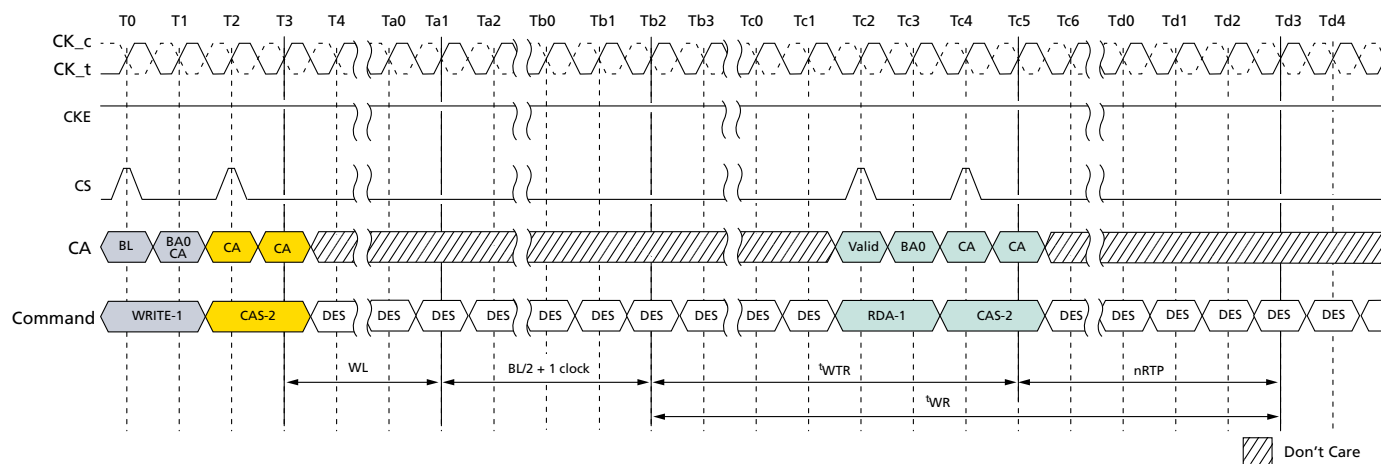 T0 T1 T2 T3 T4 Ta0 Ta1 Ta2 Tb0 Tb1 Tb2 Tb3 Tc0 Tc1 Tc2 Tc3 Tc4 Tc5 Tc6 Td0 Td1 Td2 Td3 Td4
CK_c
CK_t
CKE
CS
CA BL BA0 CA CA CA Valid BA0 CA CA
Command WRITE-1 CAS-2 DES DES DES DES DES DES DES DES DES DES RDA-1 CAS-2 DES DES DES DES DES DES
WL BL/2 + 1 clock tWTR nRTP
tWR
Don't Care